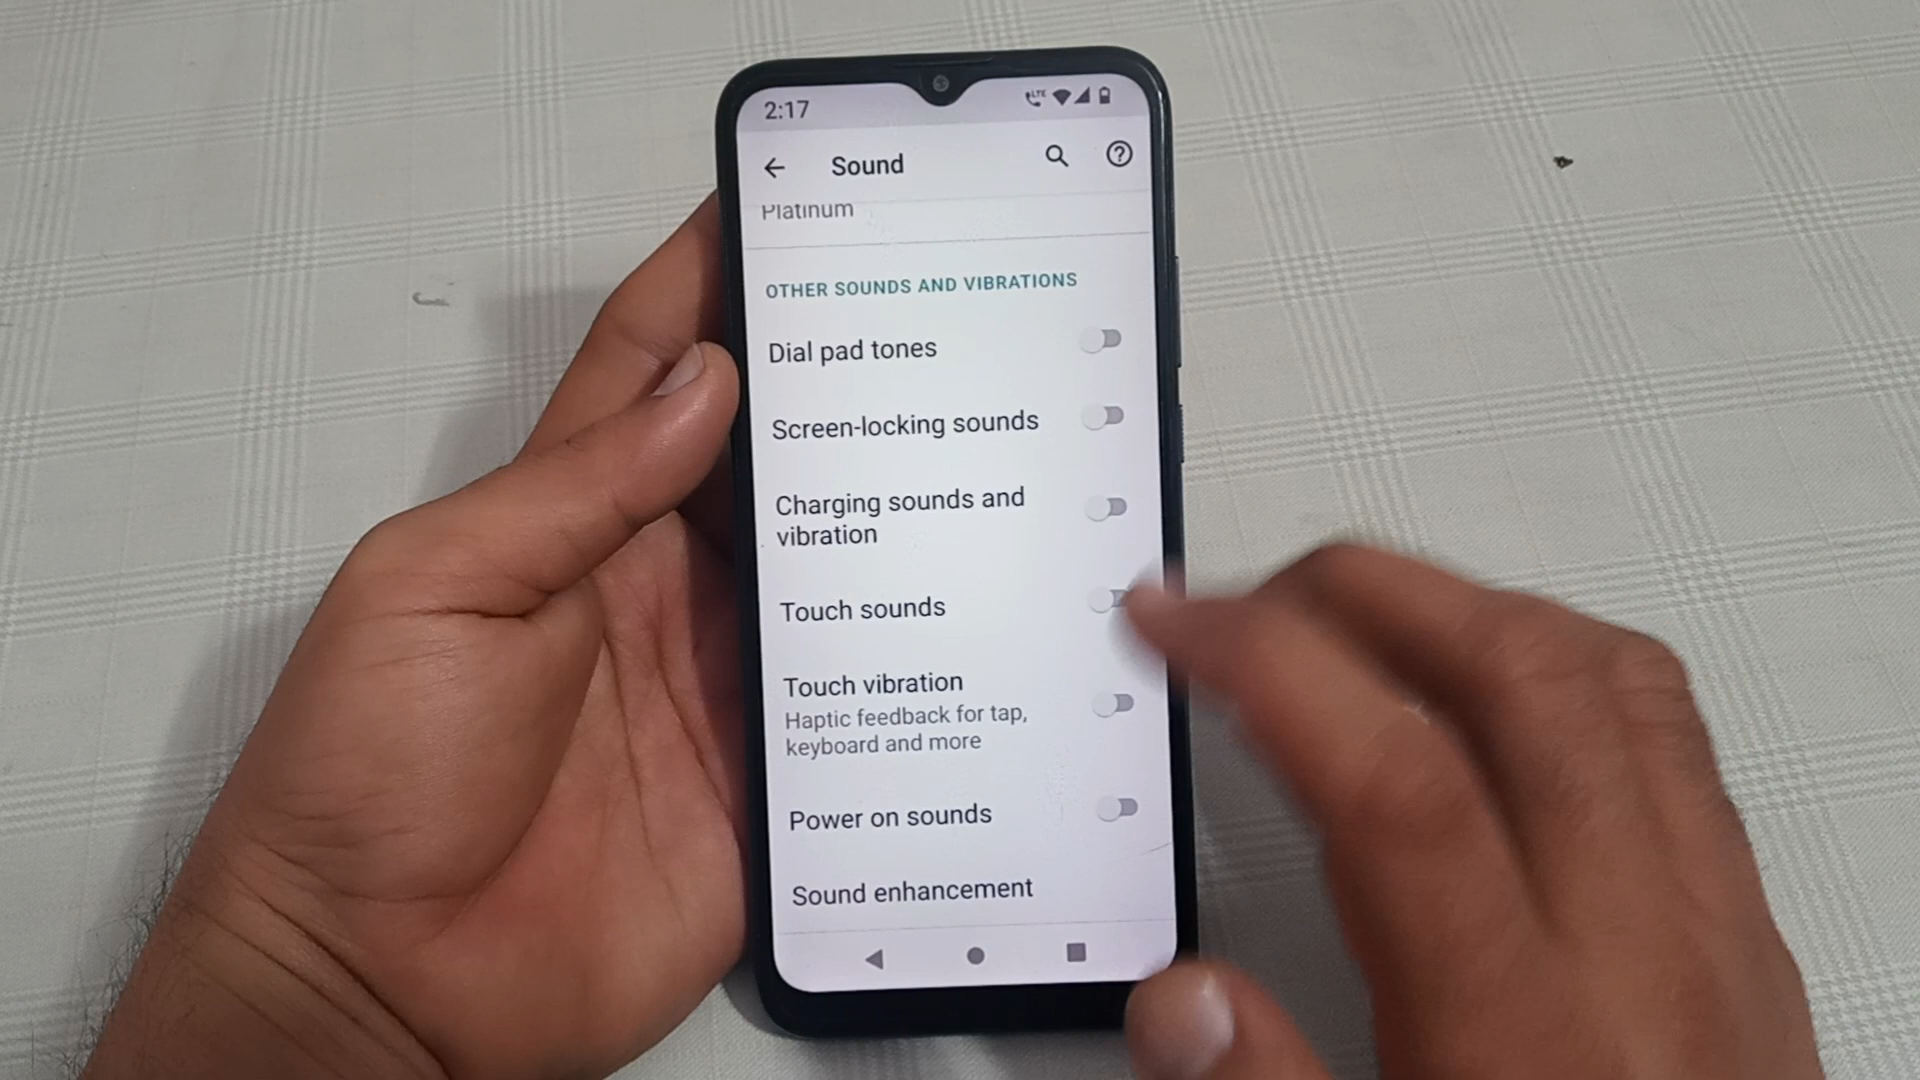 2:17
LTE
Sound
Platinum
OTHER SOUNDS AND VIBRATIONS
Dial pad tones
Screen-locking sounds
Charging sounds and
vibration
Touch sounds
Touch vibration
Haptic feedback for tap,
keyboard and more
Power on sounds
Sound enhancement